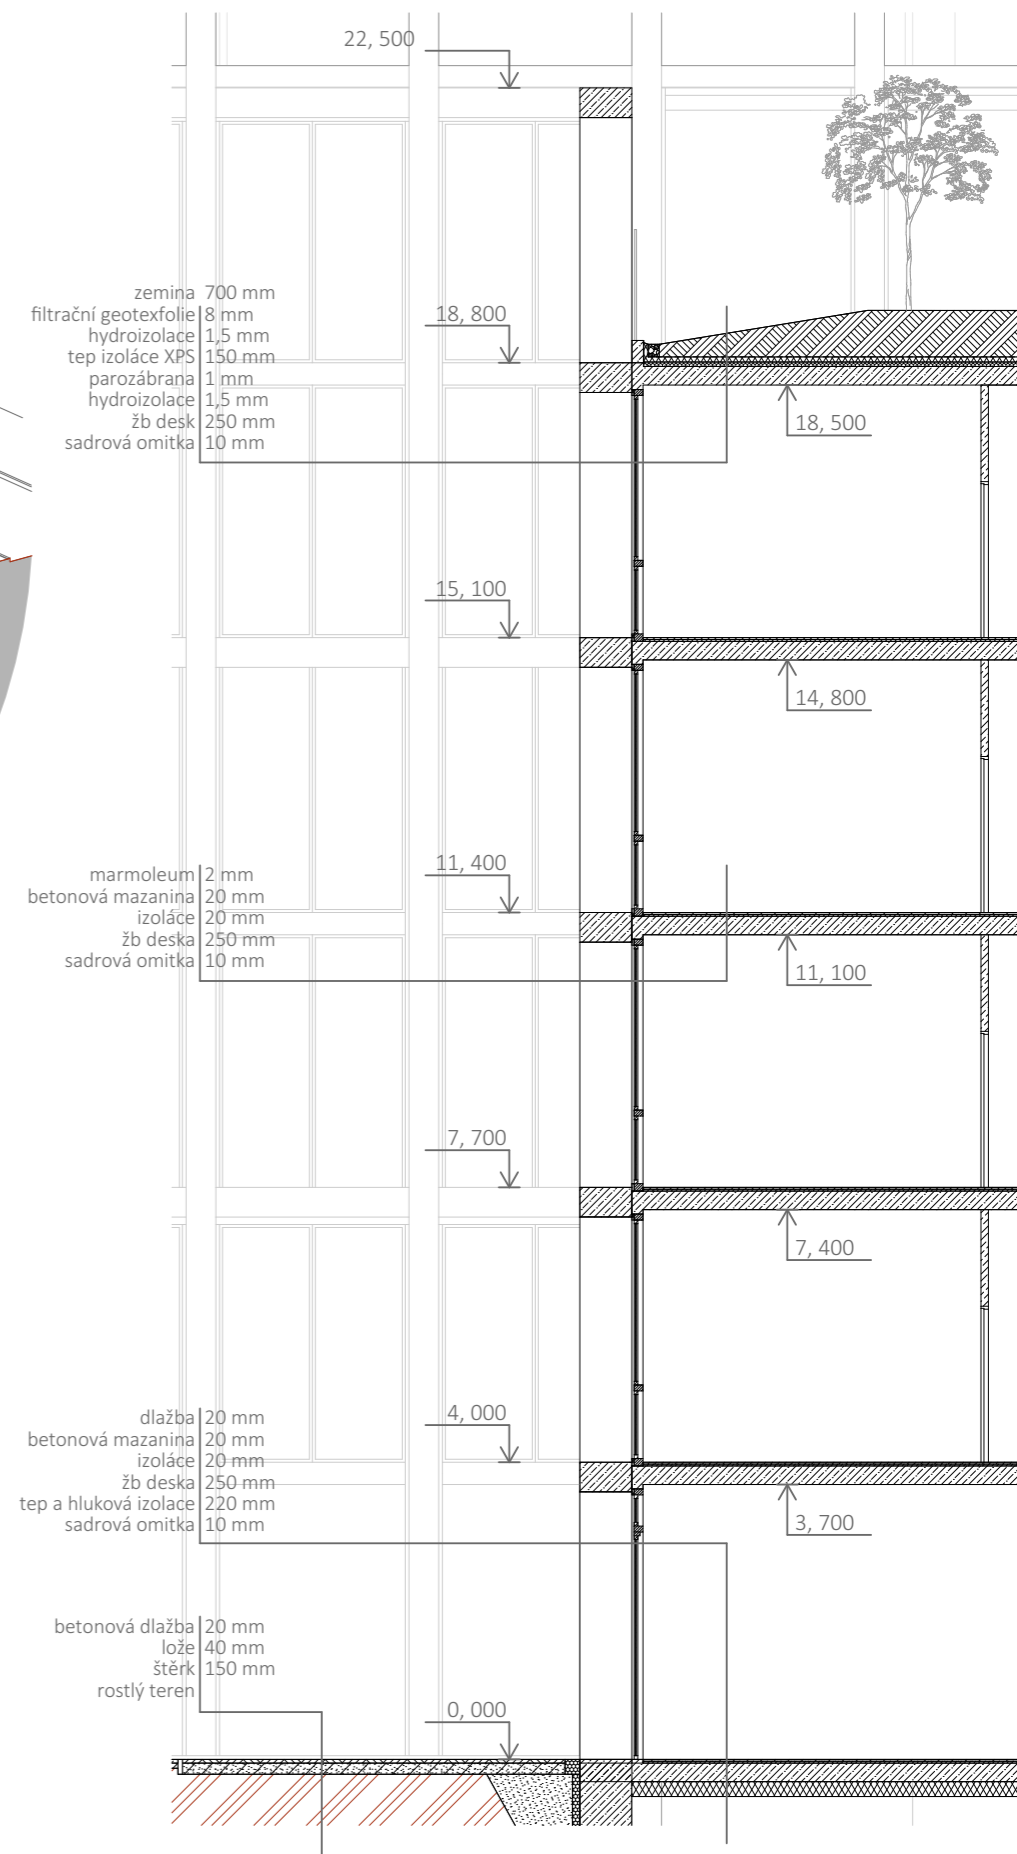 22, 500
zemina 700 mm
filtrační geotexfolie 8 mm
hydroizolace 1,5 mm
tep izoláce XPS 150 mm
parozábrana 1 mm
hydroizolace 1,5 mm
žb desk 250 mm
sadrová omitka 10 mm
18, 800
18, 500
15, 100
14, 800
marmoleum 2 mm
betonová mazanina 20 mm
izoláce 20 mm
žb deska 250 mm
sadrová omitka 10 mm
11, 400
11, 100
7, 700
7, 400
dlažba 20 mm
betonová mazanina 20 mm
izoláce 20 mm
žb deska 250 mm
tep a hluková izolace 220 mm
sadrová omitka 10 mm
4, 000
3, 700
betonová dlažba 20 mm
lože 40 mm
štěrk 150 mm
rostlý teren
0, 000